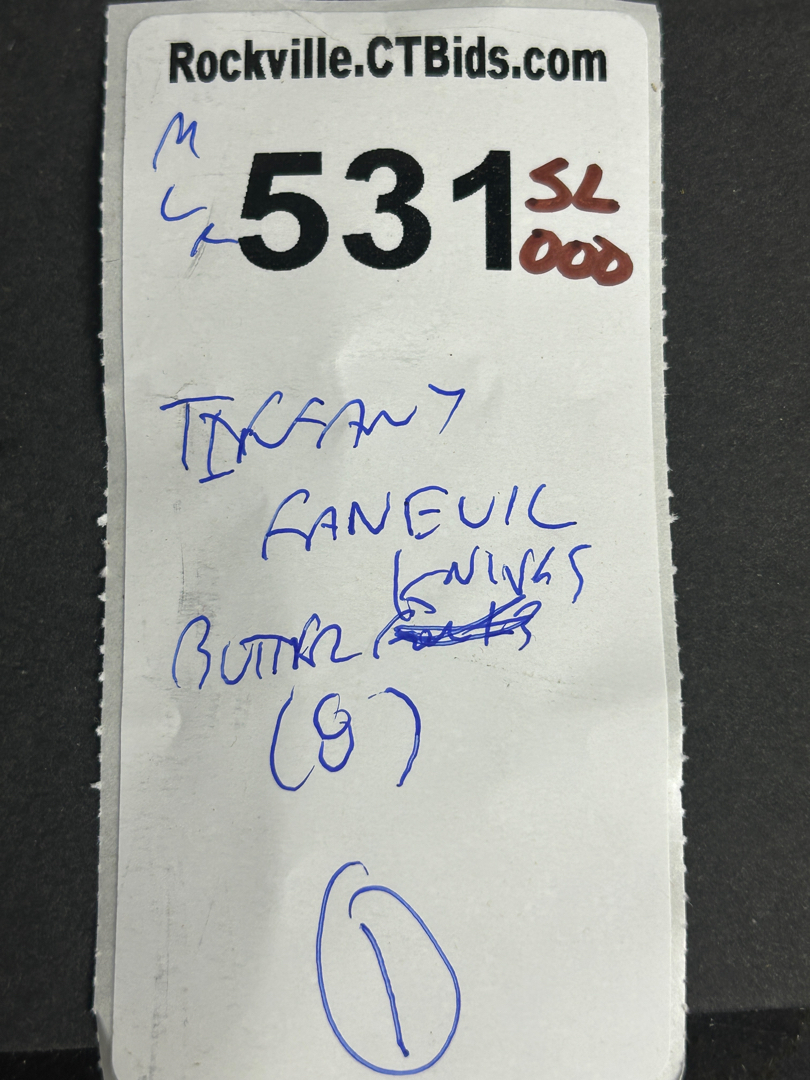 Rockville.CTBids.com
M
L
531
SL
000
TIFFANY
FANEUIL
KNIVES
BUTTER
(8)
1